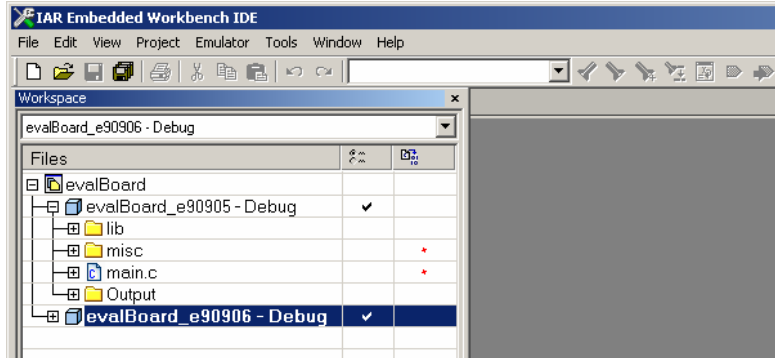 IAR Embedded Workbench IDE
File Edit View Project Emulator Tools Window Help
Workspace
evalBoard_e90906 - Debug
Files
evalBoard
evalBoard_e90905 - Debug
lib
misc
main.c
Output
evalBoard_e90906 - Debug